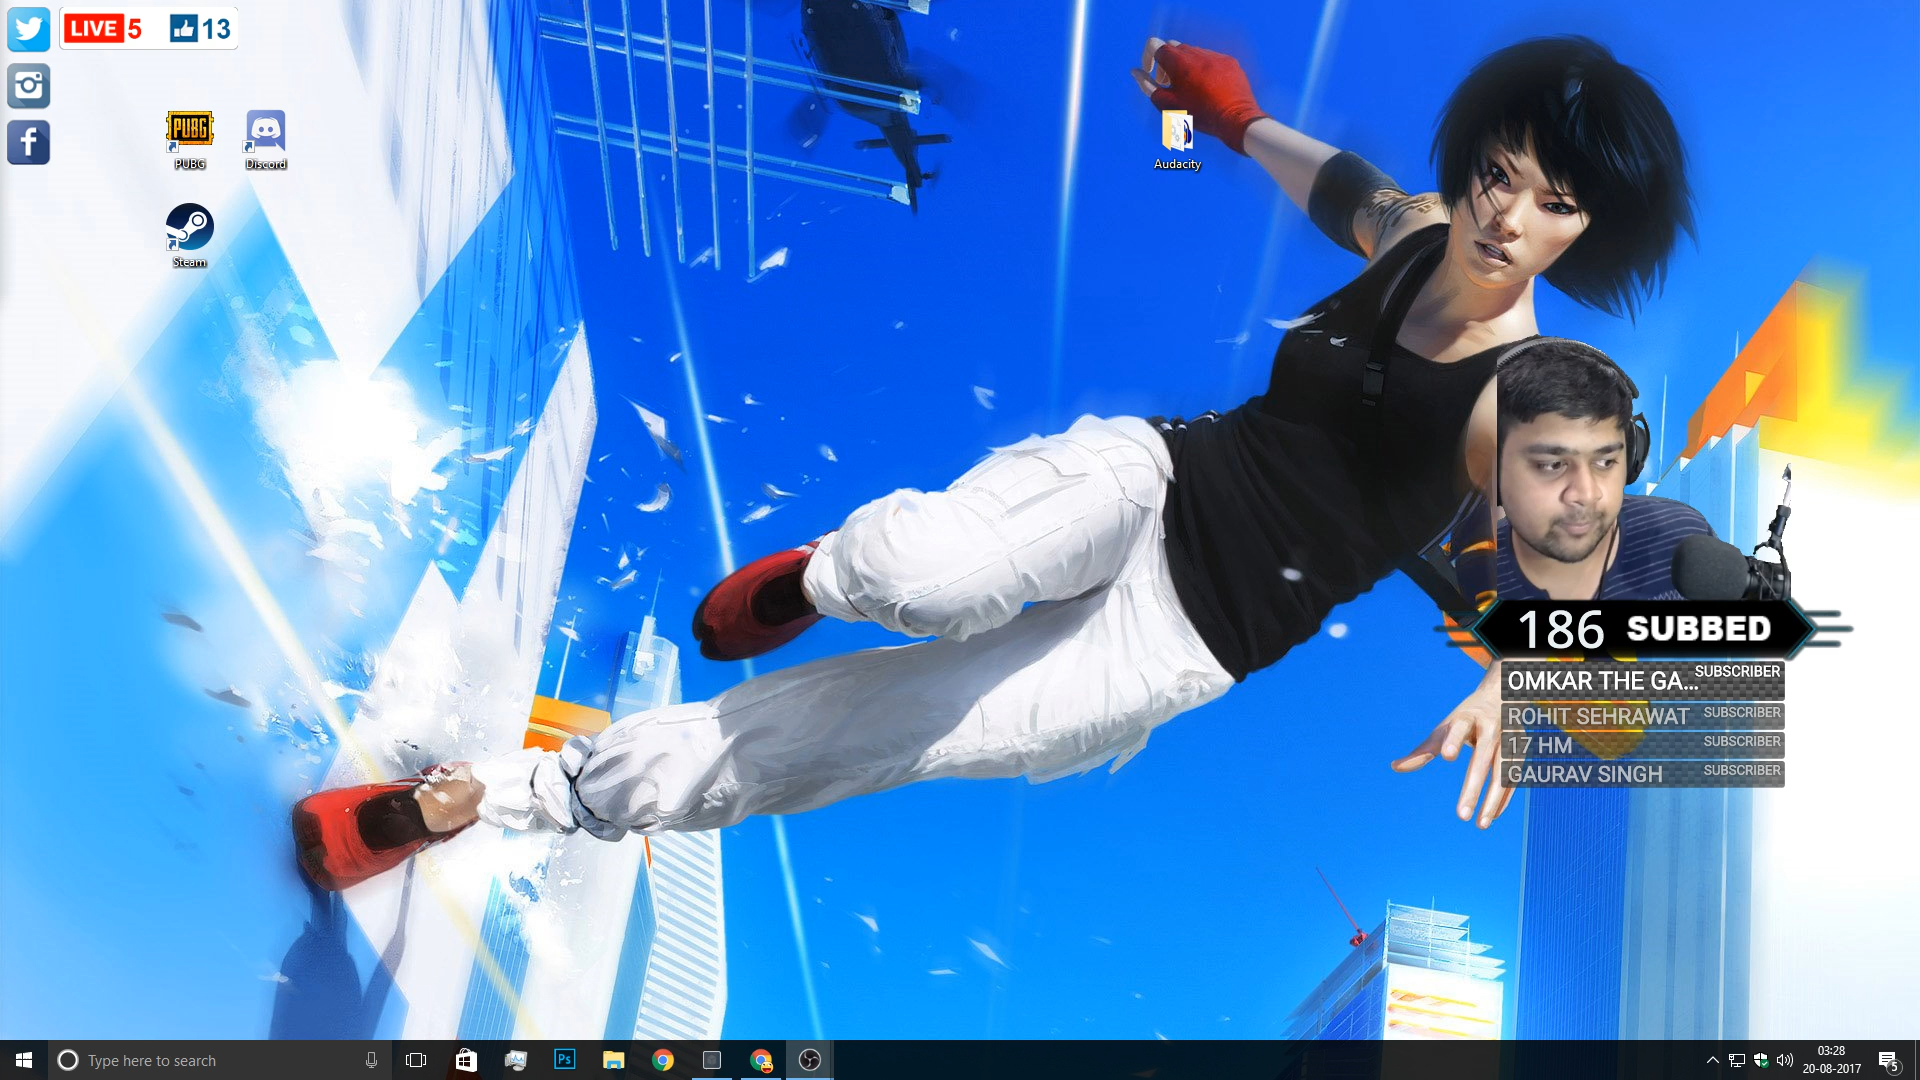 LIVE 5 13
PUBG
PUBG
Discord
Steam
Audacity
186 SUBBED
OMKAR THE GA... SUBSCRIBER
ROHIT SEHRAWAT SUBSCRIBER
17 HM SUBSCRIBER
GAURAV SINGH SUBSCRIBER
Type here to search
Ps
03:28
20-08-2017
5